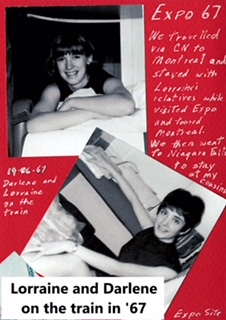 EXPO 67
We travelled
via CN to
Montreal and
stayed with
Lorraine's
relatives while
visited Expo
and toured
Montreal.
We then went
to Niagara Falls
to stay
at my
cousins
19-06-67
Darlene and
Lorraine
on the
train
Lorraine and Darlene
on the train in '67
Expo Site